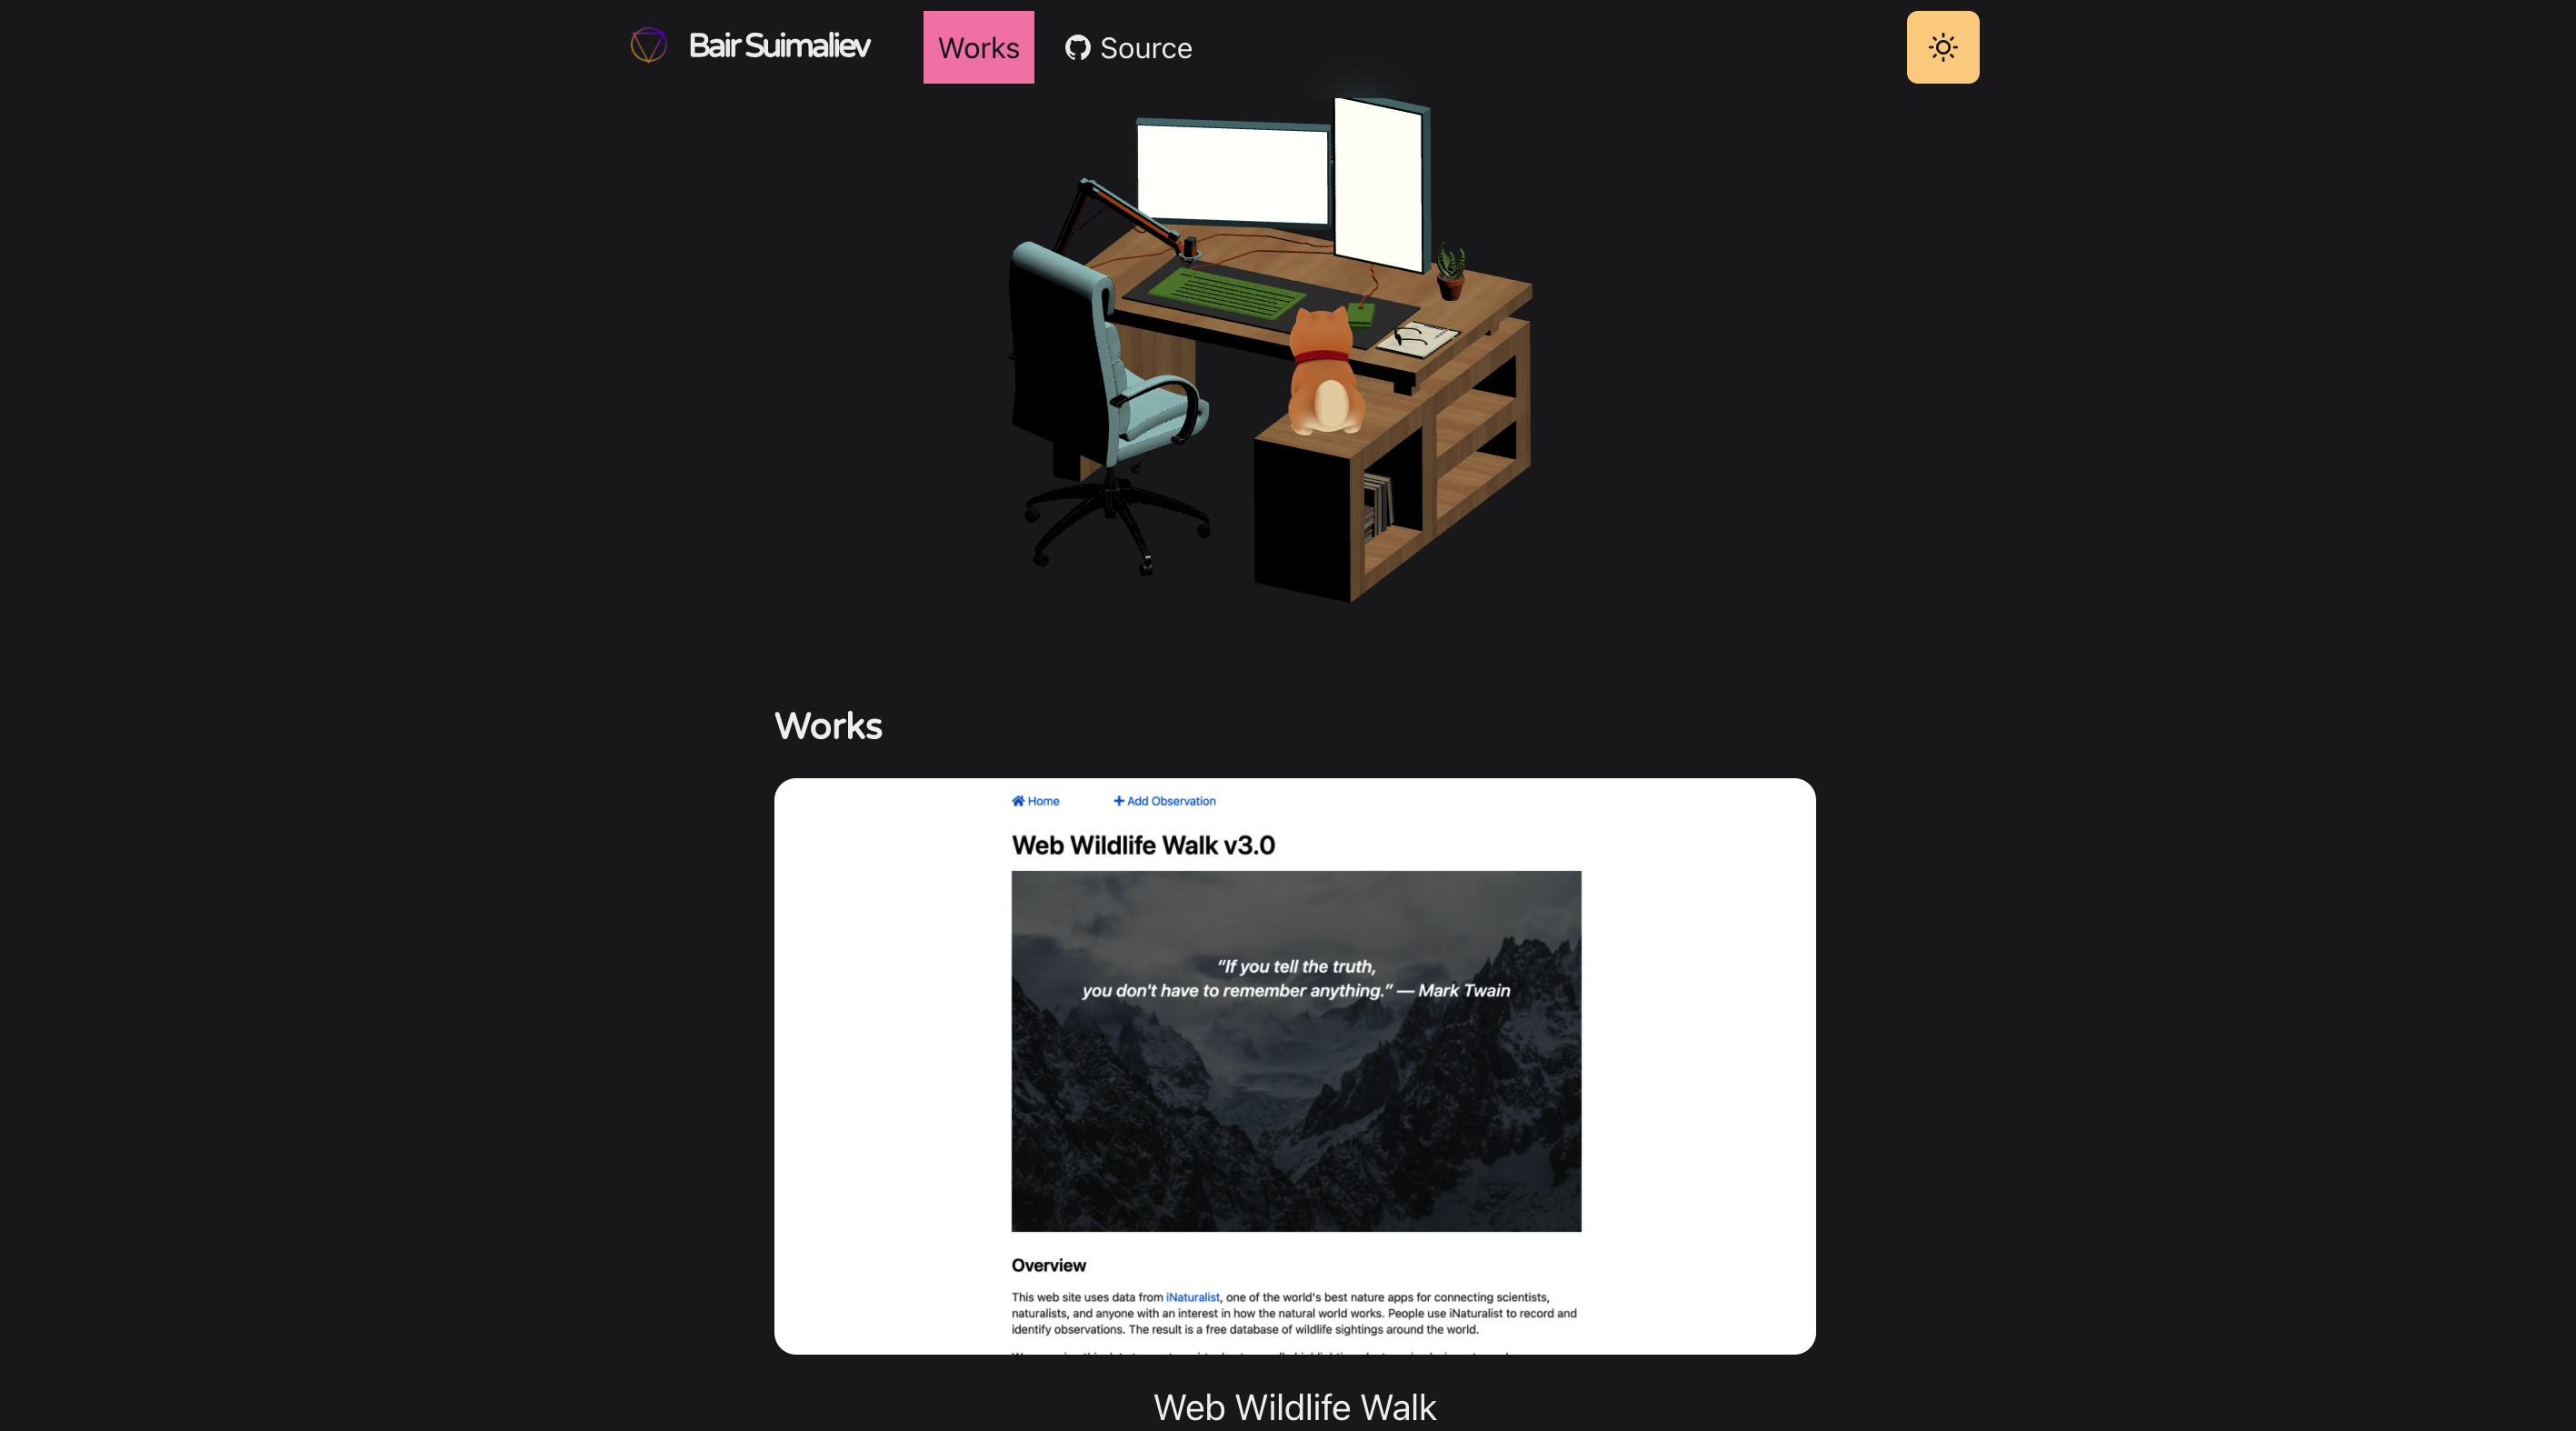 Bair Suimaliev
Works
Source
Works
Home
Add Observation
Web Wildlife Walk v3.0
“If you tell the truth,
you don't have to remember anything.” — Mark Twain
Overview
This web site uses data from iNaturalist, one of the world's best nature apps for connecting scientists,
naturalists, and anyone with an interest in how the natural world works. People use iNaturalist to record and
identify observations. The result is a free database of wildlife sightings around the world.
Web Wildlife Walk